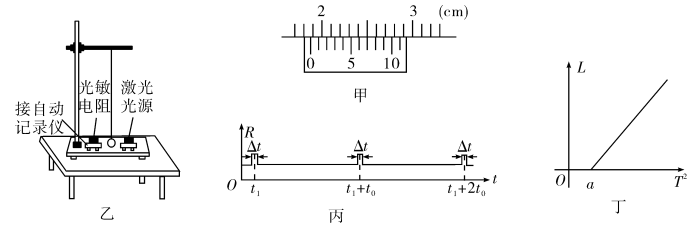 2 3 (cm)
0 5 10
甲
光敏 激光
电阻 光源
接自动
记录仪
乙
R
Δt Δt Δt
O t₁ t₁+t₀ t₁+2t₀ t
丙
L
O a T²
丁